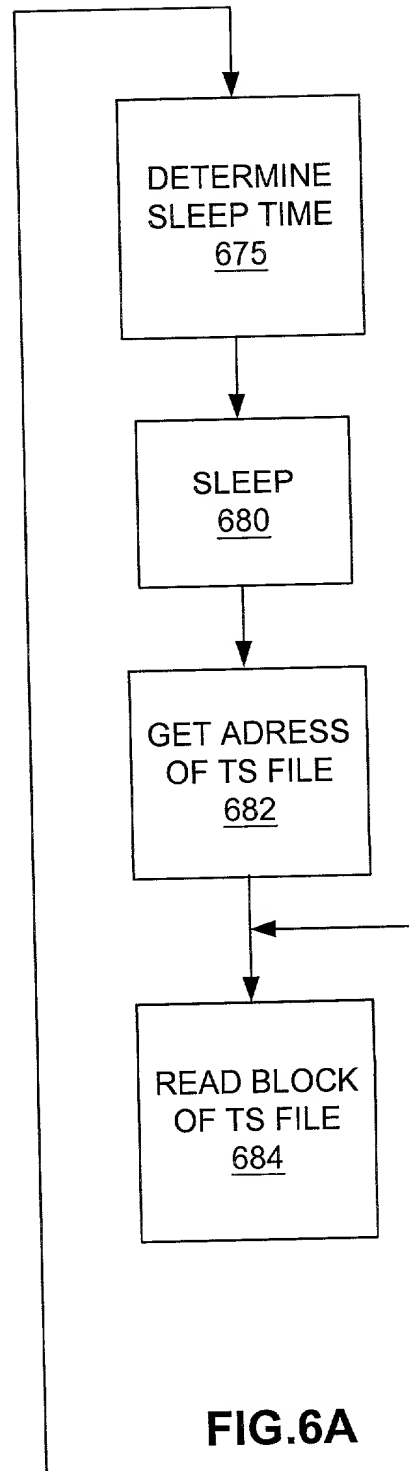 DETERMINE
SLEEP TIME
675
SLEEP
680
GET ADRESS
OF TS FILE
682
READ BLOCK
OF TS FILE
684
FIG.6A